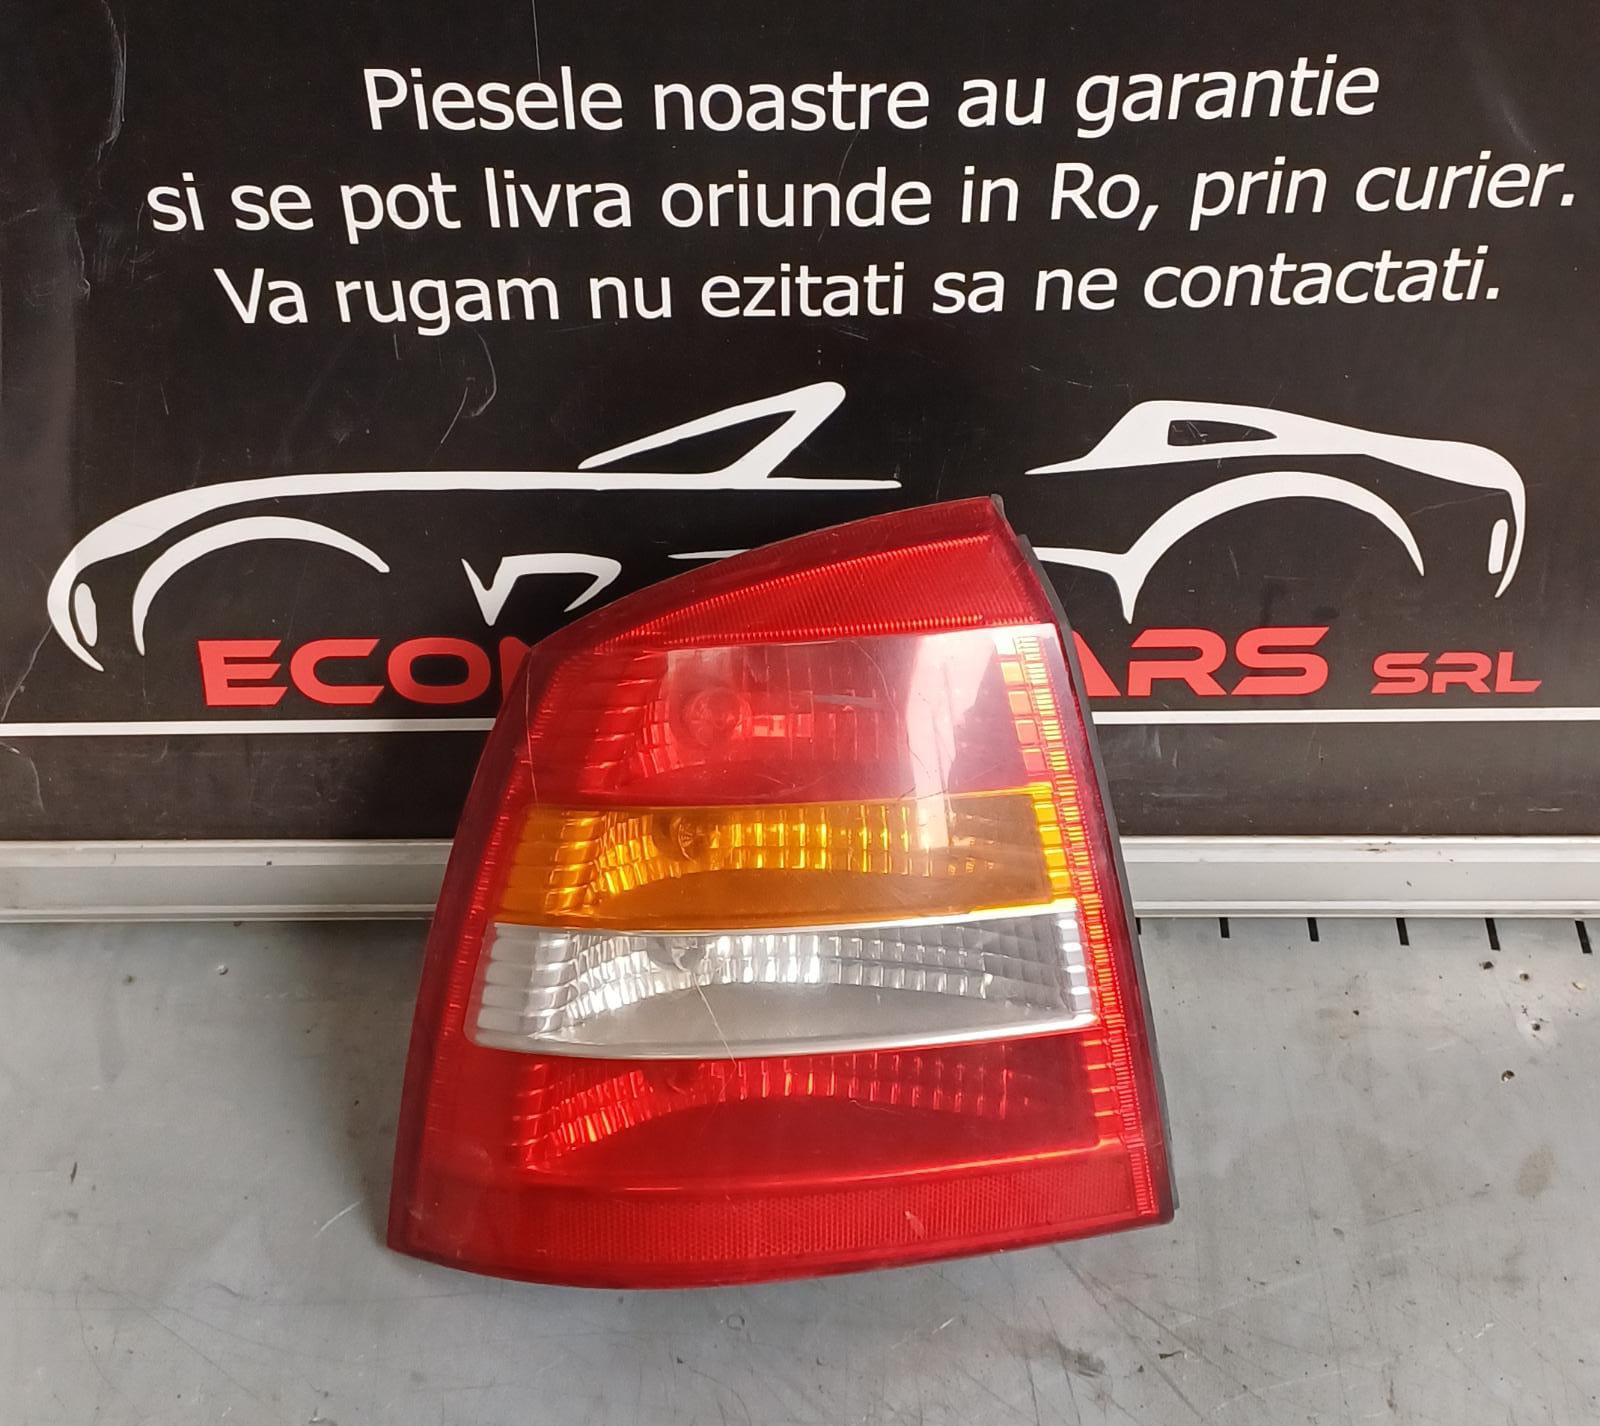 Piesele noastre au garantie
si se pot livra oriunde in Ro, prin curier.
Va rugam nu ezitati sa ne contactati.
SRL